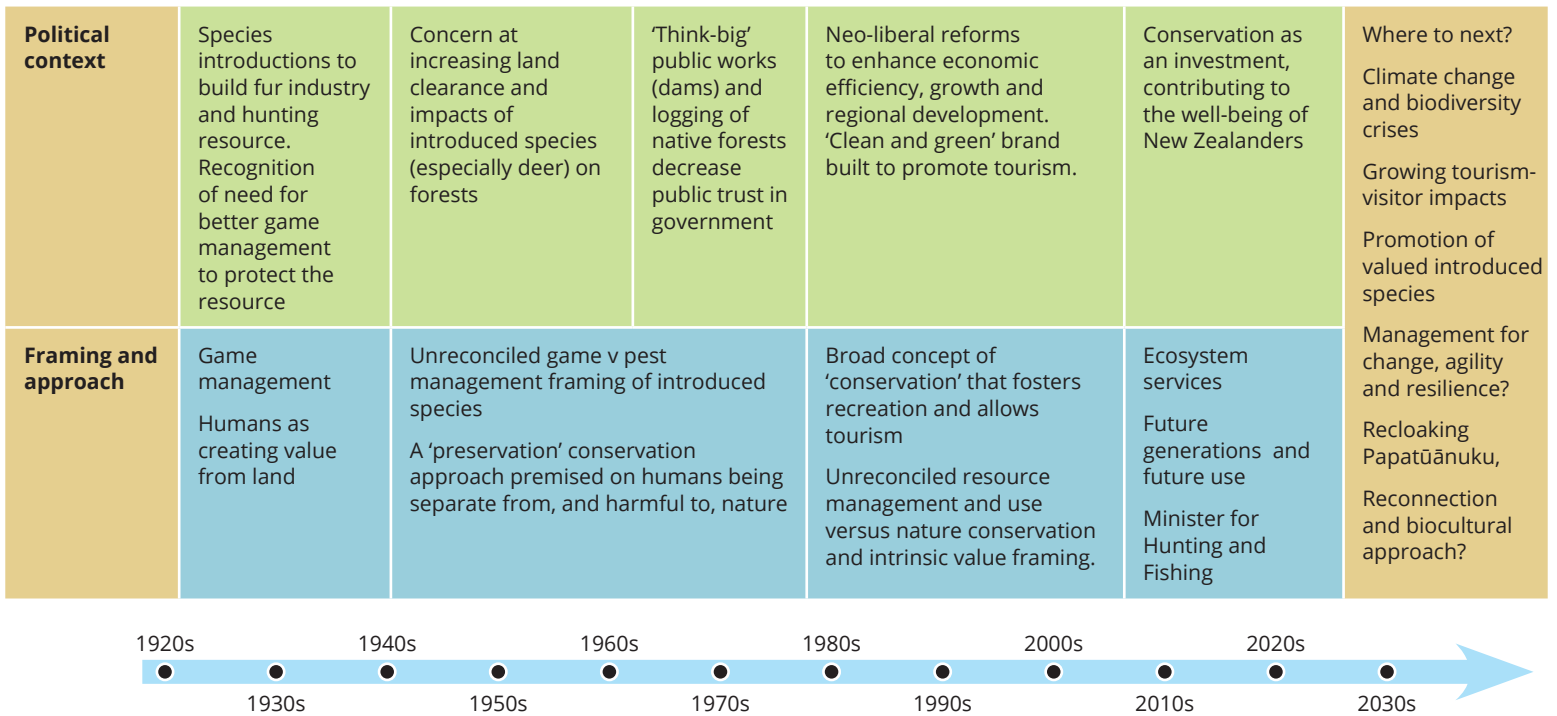 Political
context
Species
introductions to
build fur industry
and hunting
resource.
Recognition
of need for
better game
management
to protect the
resource
Concern at
increasing land
clearance and
impacts of
introduced species
(especially deer) on
forests
‘Think-big’
public works
(dams) and
logging of
native forests
decrease
public trust in
government
Neo-liberal reforms
to enhance economic
efficiency, growth and
regional development.
‘Clean and green’ brand
built to promote tourism.
Conservation as
an investment,
contributing to
the well-being of
New Zealanders
Where to next?
Climate change
and biodiversity
crises
Growing tourism-
visitor impacts
Promotion of
valued introduced
species
Management for
change, agility
and resilience?
Recloaking
Papatūānuku,
Reconnection
and biocultural
approach?
Framing and
approach
Game
management
Humans as
creating value
from land
Unreconciled game v pest
management framing of introduced
species
A ‘preservation’ conservation
approach premised on humans being
separate from, and harmful to, nature
Broad concept of
‘conservation’ that fosters
recreation and allows
tourism
Unreconciled resource
management and use
versus nature conservation
and intrinsic value framing.
Ecosystem
services
Future
generations and
future use
Minister for
Hunting and
Fishing
1920s
1930s
1940s
1950s
1960s
1970s
1980s
1990s
2000s
2010s
2020s
2030s